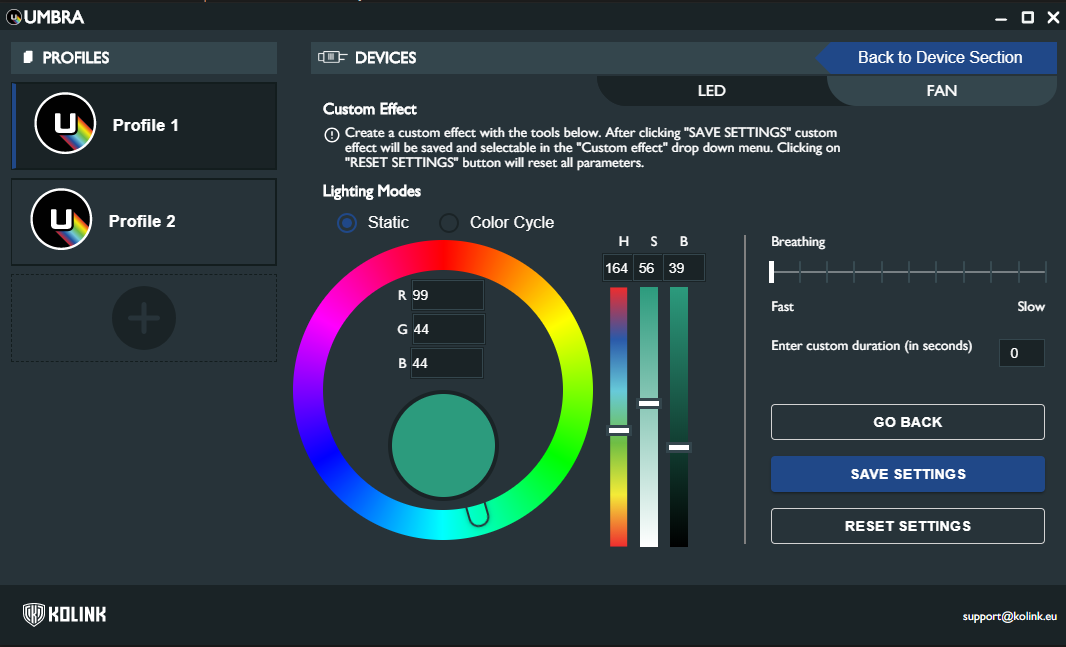 UMBRA
PROFILES
U Profile 1
U Profile 2
DEVICES
Back to Device Section
LED
FAN
Custom Effect
Create a custom effect with the tools below. After clicking "SAVE SETTINGS" custom
effect will be saved and selectable in the "Custom effect" drop down menu. Clicking on
"RESET SETTINGS" button will reset all parameters.
Lighting Modes
Static
Color Cycle
R 99
G 44
B 44
H S B
164 56 39
Breathing
Fast Slow
Enter custom duration (in seconds) 0
GO BACK
SAVE SETTINGS
RESET SETTINGS
KOLINK
support@kolink.eu